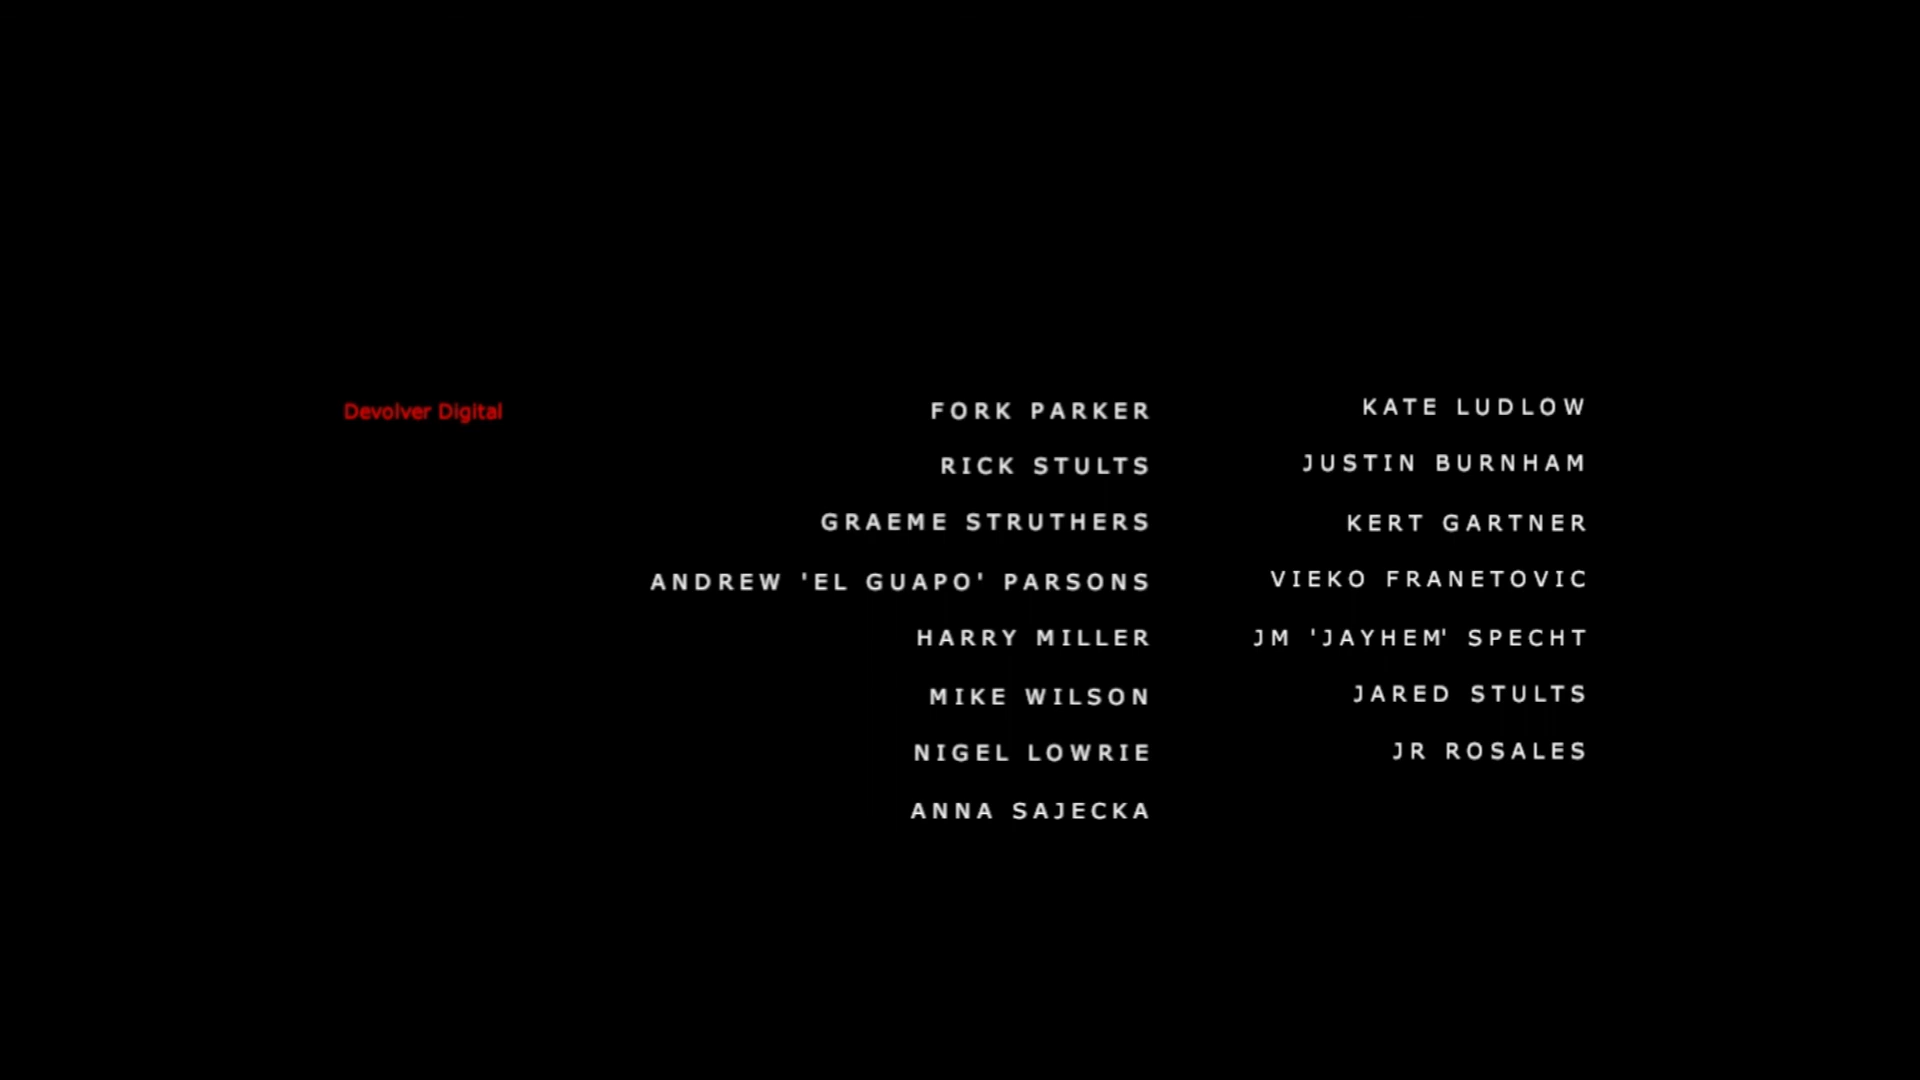 Devolver Digital
FORK PARKER
RICK STULTS
GRAEME STRUTHERS
ANDREW 'EL GUAPO' PARSONS
HARRY MILLER
MIKE WILSON
NIGEL LOWRIE
ANNA SAJECKA
KATE LUDLOW
JUSTIN BURNHAM
KERT GARTNER
VIEKO FRANETOVIC
JM 'JAYHEM' SPECHT
JARED STULTS
JR ROSALES